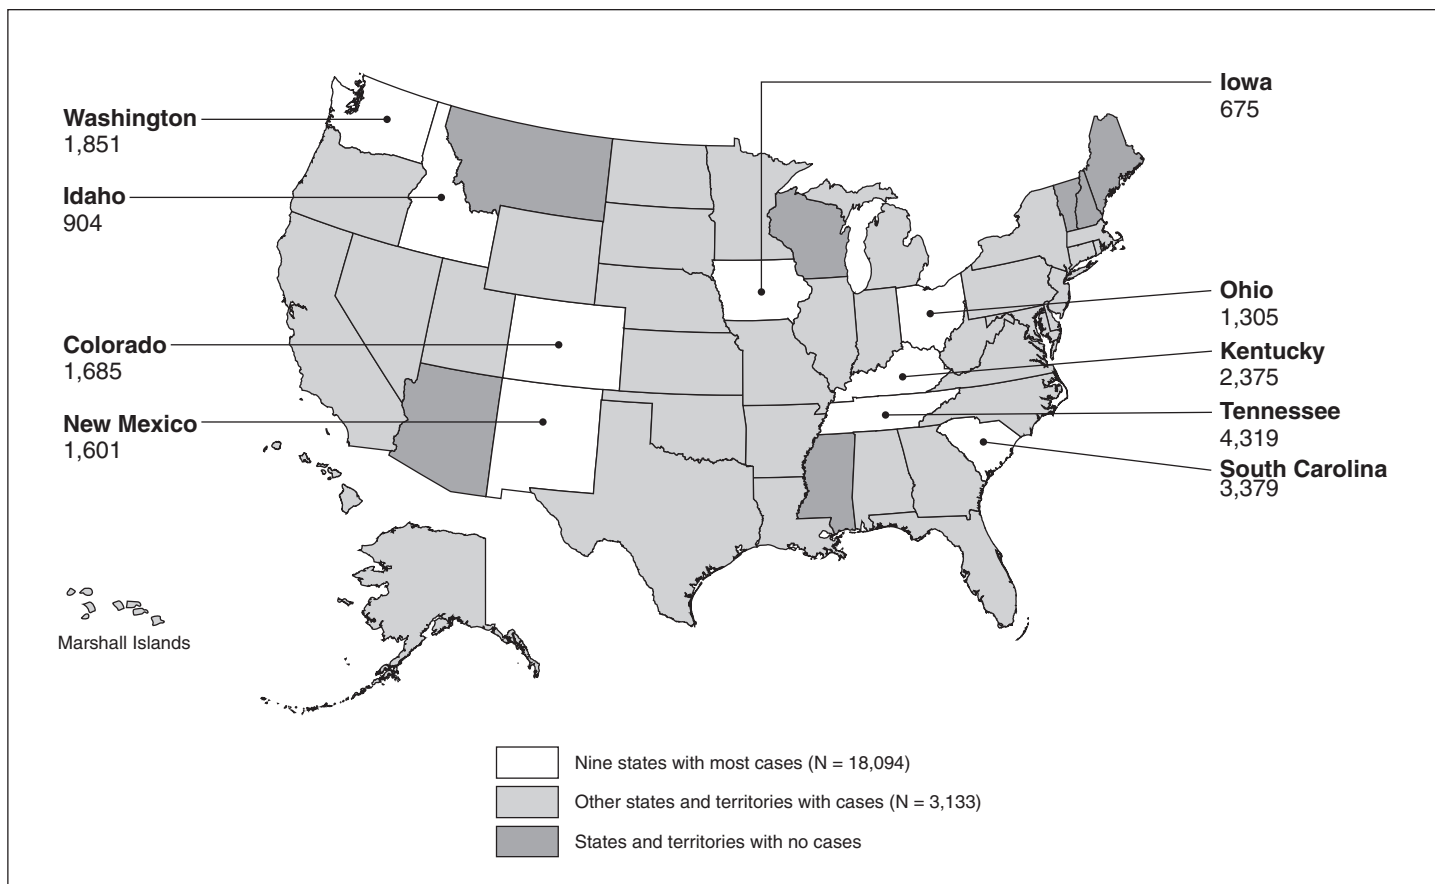 Washington
1,851
Idaho
904
Colorado
1,685
New Mexico
1,601
Iowa
675
Ohio
1,305
Kentucky
2,375
Tennessee
4,319
South Carolina
3,379
Marshall Islands
Nine states with most cases (N = 18,094)
Other states and territories with cases (N = 3,133)
States and territories with no cases